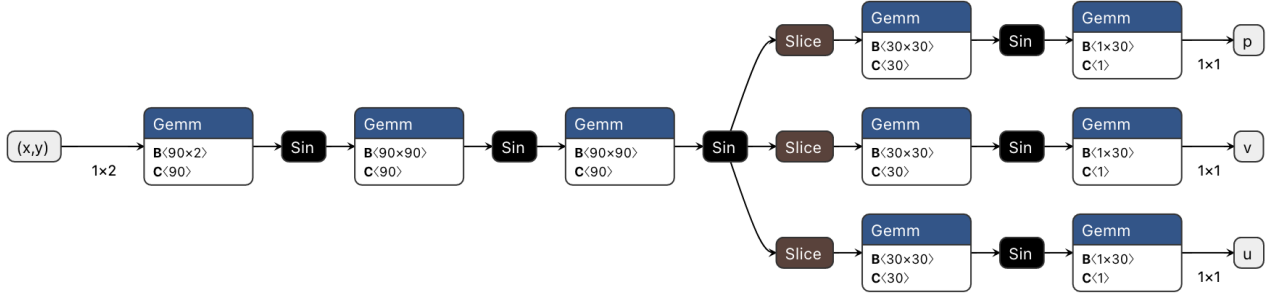 Gemm
B⟨30×30⟩
C⟨30⟩
Gemm
B⟨1×30⟩
C⟨1⟩
Slice
Sin
p
1×1
(x,y)
1×2
Gemm
B⟨90×2⟩
C⟨90⟩
Sin
Gemm
B⟨90×90⟩
C⟨90⟩
Sin
Gemm
B⟨90×90⟩
C⟨90⟩
Sin
Slice
Gemm
B⟨30×30⟩
C⟨30⟩
Sin
Gemm
B⟨1×30⟩
C⟨1⟩
v
1×1
Slice
Gemm
B⟨30×30⟩
C⟨30⟩
Sin
Gemm
B⟨1×30⟩
C⟨1⟩
u
1×1